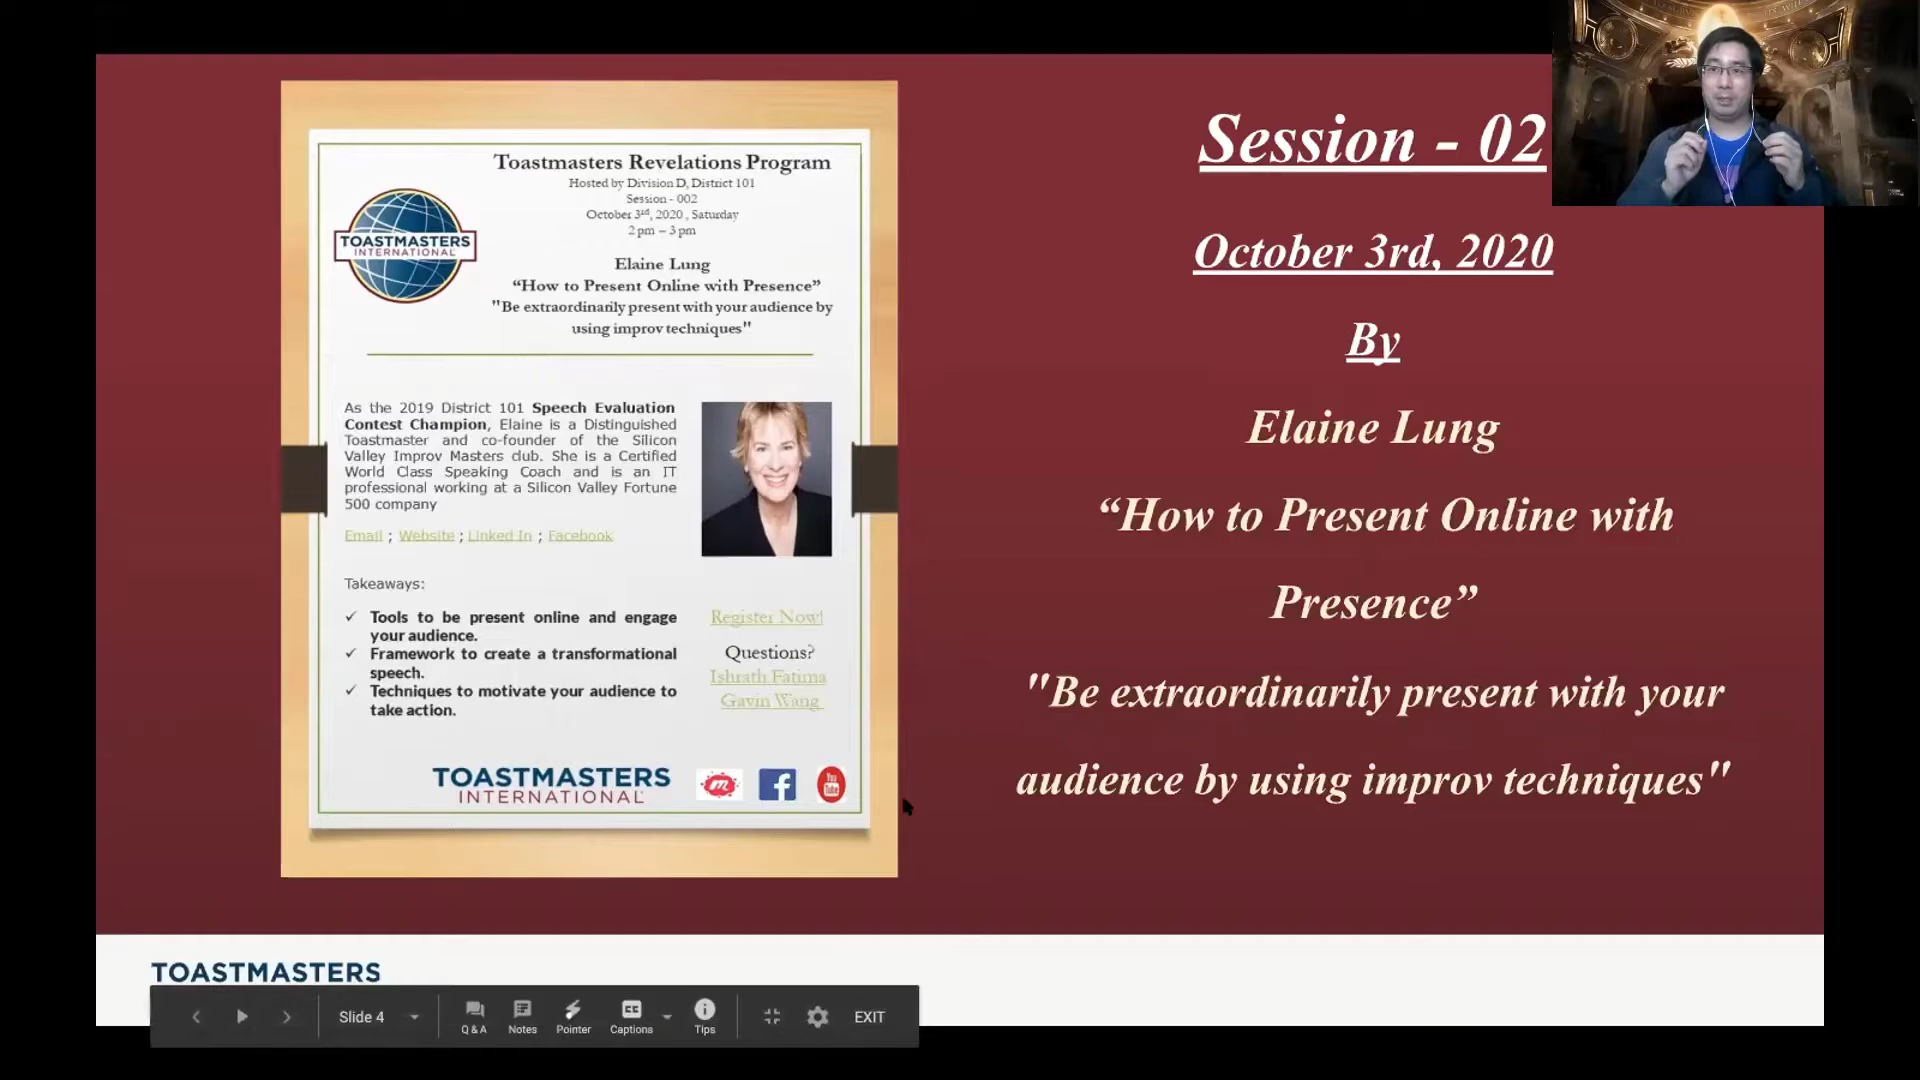 Toastmasters Revelations Program
Hosted by Division D, District 101
Session - 002
October 3rd, 2020 , Saturday
2 pm – 3 pm
TOASTMASTERS
INTERNATIONAL
Elaine Lung
“How to Present Online with Presence”
"Be extraordinarily present with your audience by
using improv techniques"
As the 2019 District 101 Speech Evaluation
Contest Champion, Elaine is a Distinguished
Toastmaster and co-founder of the Silicon
Valley Improv Masters club. She is a Certified
World Class Speaking Coach and is an IT
professional working at a Silicon Valley Fortune
500 company
Email ; Website ; Linked In ; Facebook
Takeaways:
✓ Tools to be present online and engage
your audience.
✓ Framework to create a transformational
speech.
✓ Techniques to motivate your audience to
take action.
Register Now!
Questions?
Ishrath Fatima
Gavin Wang
TOASTMASTERS
INTERNATIONAL
m
f
You
Tube
Session - 02
October 3rd, 2020
By
Elaine Lung
“How to Present Online with
Presence”
"Be extraordinarily present with your
audience by using improv techniques"
TOASTMASTERS
Slide 4
Q & A
Notes
Pointer
CC
Captions
Tips
EXIT